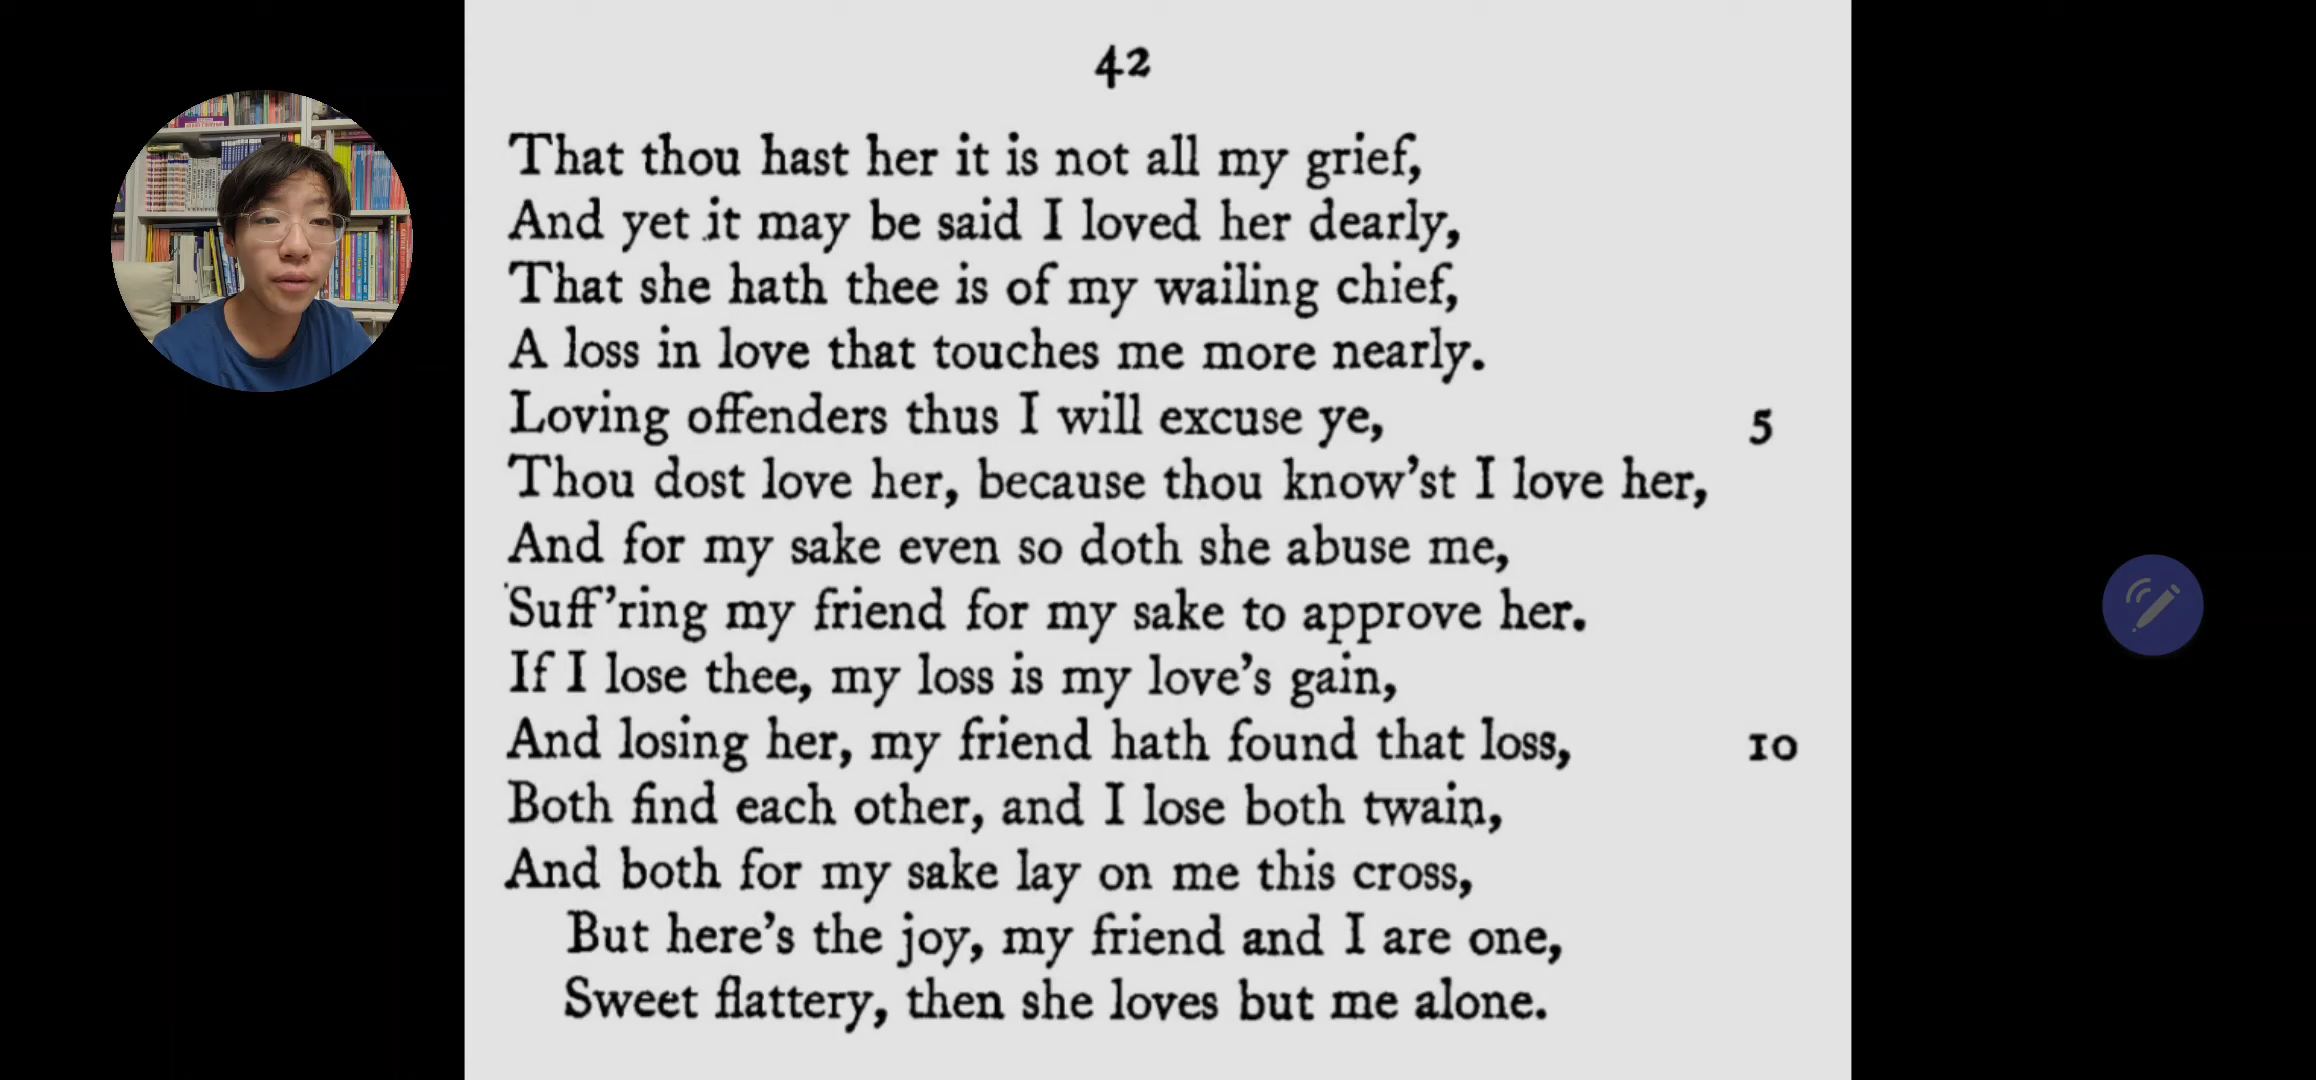 42
That thou hast her it is not all my grief,
And yet it may be said I loved her dearly,
That she hath thee is of my wailing chief,
A loss in love that touches me more nearly.
Loving offenders thus I will excuse ye, 5
Thou dost love her, because thou know'st I love her,
And for my sake even so doth she abuse me,
Suff'ring my friend for my sake to approve her.
If I lose thee, my loss is my love's gain,
And losing her, my friend hath found that loss, 10
Both find each other, and I lose both twain,
And both for my sake lay on me this cross,
But here's the joy, my friend and I are one,
Sweet flattery, then she loves but me alone.